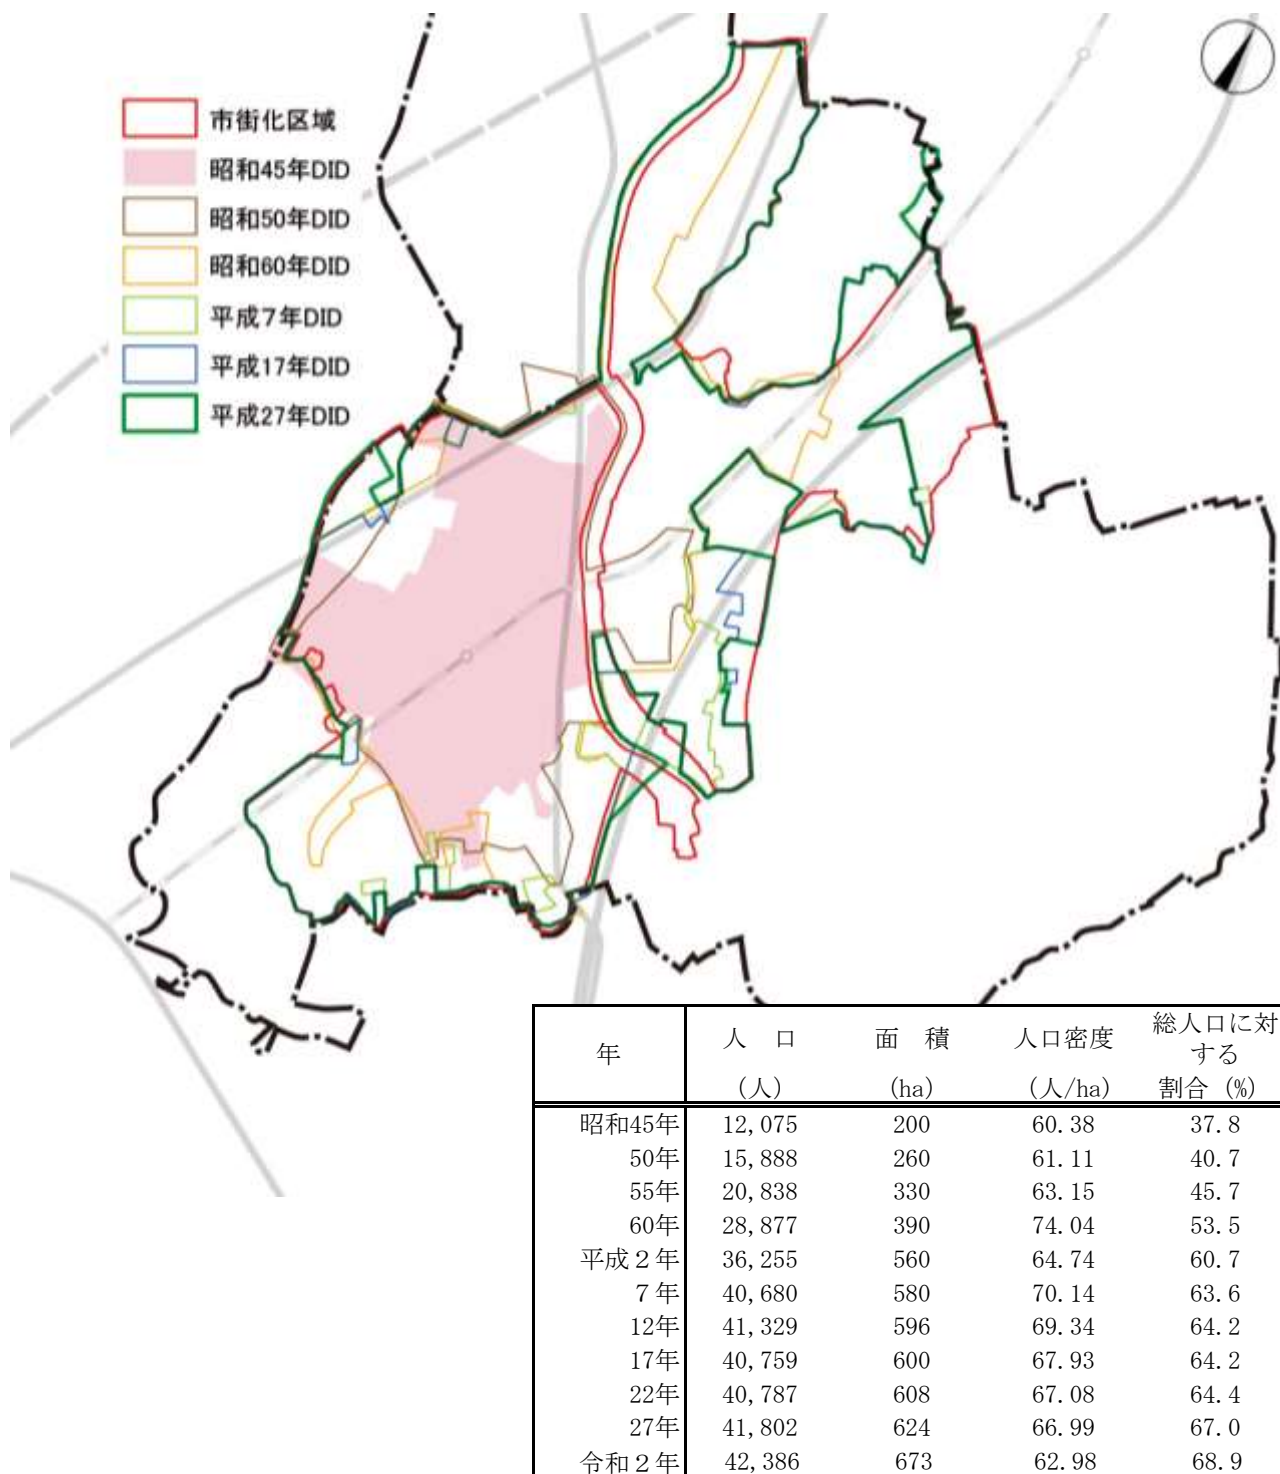 市街化区域
昭和45年DID
昭和50年DID
昭和60年DID
平成7年DID
平成17年DID
平成27年DID
年 人　口 面　積 人口密度 総人口に対する
(人) (ha) (人/ha) 割合 (%)
昭和45年 12,075 200 60.38 37.8
50年 15,888 260 61.11 40.7
55年 20,838 330 63.15 45.7
60年 28,877 390 74.04 53.5
平成２年 36,255 560 64.74 60.7
７年 40,680 580 70.14 63.6
12年 41,329 596 69.34 64.2
17年 40,759 600 67.93 64.2
22年 40,787 608 67.08 64.4
27年 41,802 624 66.99 67.0
令和２年 42,386 673 62.98 68.9